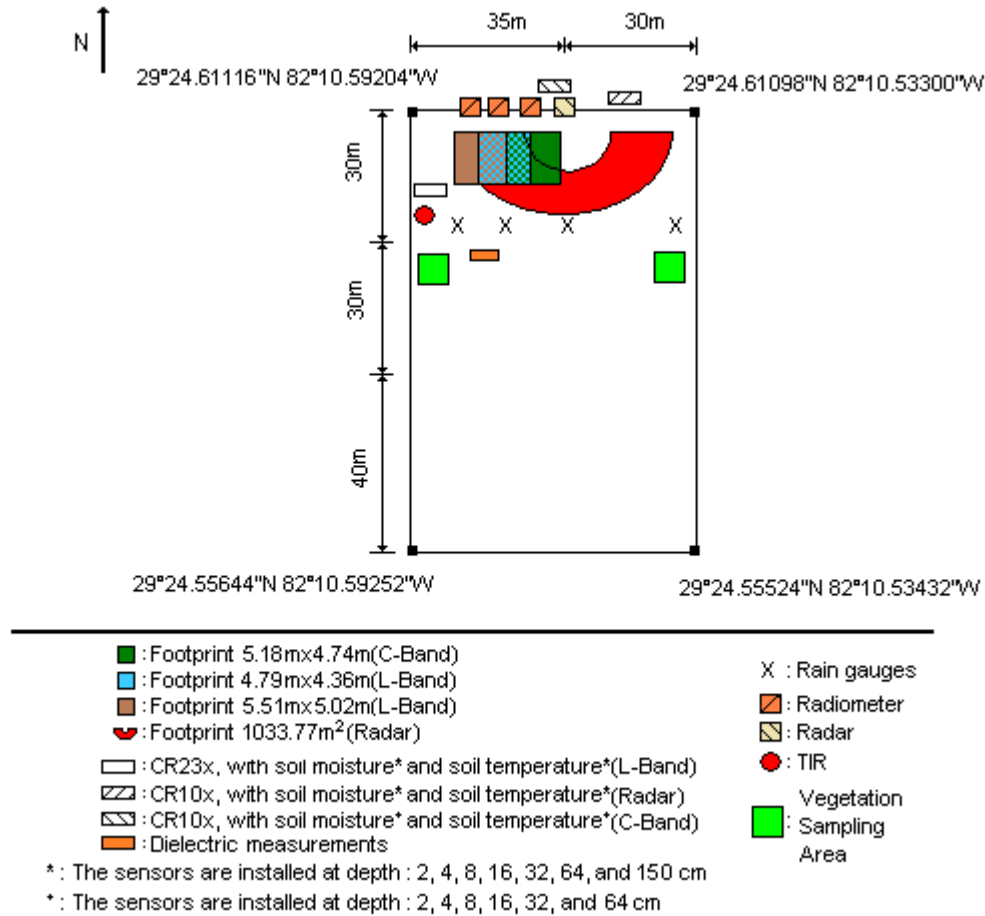 35m 30m
N
29°24.61116"N 82°10.59204"W
29°24.61098"N 82°10.53300"W
30m
X X X X
30m
40m
29°24.55644"N 82°10.59252"W
29°24.55524"N 82°10.53432"W
: Footprint 5.18mx4.74m(C-Band)
: Footprint 4.79mx4.36m(L-Band)
: Footprint 5.51mx5.02m(L-Band)
: Footprint 1033.77m²(Radar)
: CR23x, with soil moisture* and soil temperature*(L-Band)
: CR10x, with soil moisture* and soil temperature*(Radar)
: CR10x, with soil moisture* and soil temperature*(C-Band)
: Dielectric measurements
* : The sensors are installed at depth : 2, 4, 8, 16, 32, 64, and 150 cm
* : The sensors are installed at depth : 2, 4, 8, 16, 32, and 64 cm
X : Rain gauges
: Radiometer
: Radar
: TIR
: Vegetation
Sampling
Area